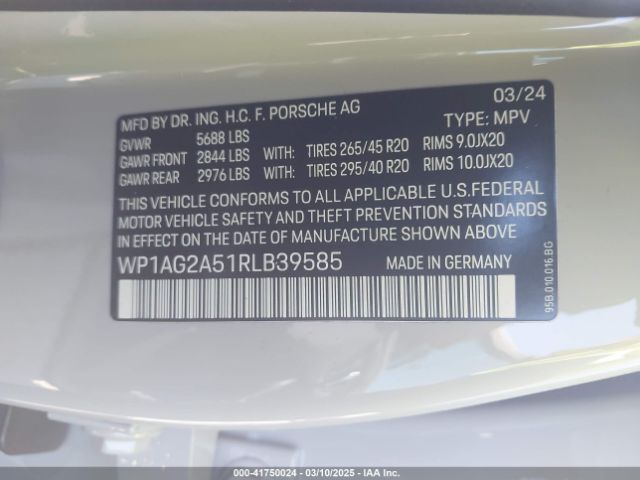 MFD BY DR. ING. H.C. F. PORSCHE AG 03/24
GVWR 5688 LBS TYPE: MPV
GAWR FRONT 2844 LBS WITH: TIRES 265/45 R20 RIMS 9.0JX20
GAWR REAR 2976 LBS WITH: TIRES 295/40 R20 RIMS 10.0JX20
THIS VEHICLE CONFORMS TO ALL APPLICABLE U.S. FEDERAL
MOTOR VEHICLE SAFETY AND THEFT PREVENTION STANDARDS
IN EFFECT ON THE DATE OF MANUFACTURE SHOWN ABOVE.
WP1AG2A51RLB39585 MADE IN GERMANY
95B.010.016.BG
000-41750024 - 03/10/2025 - IAA Inc.